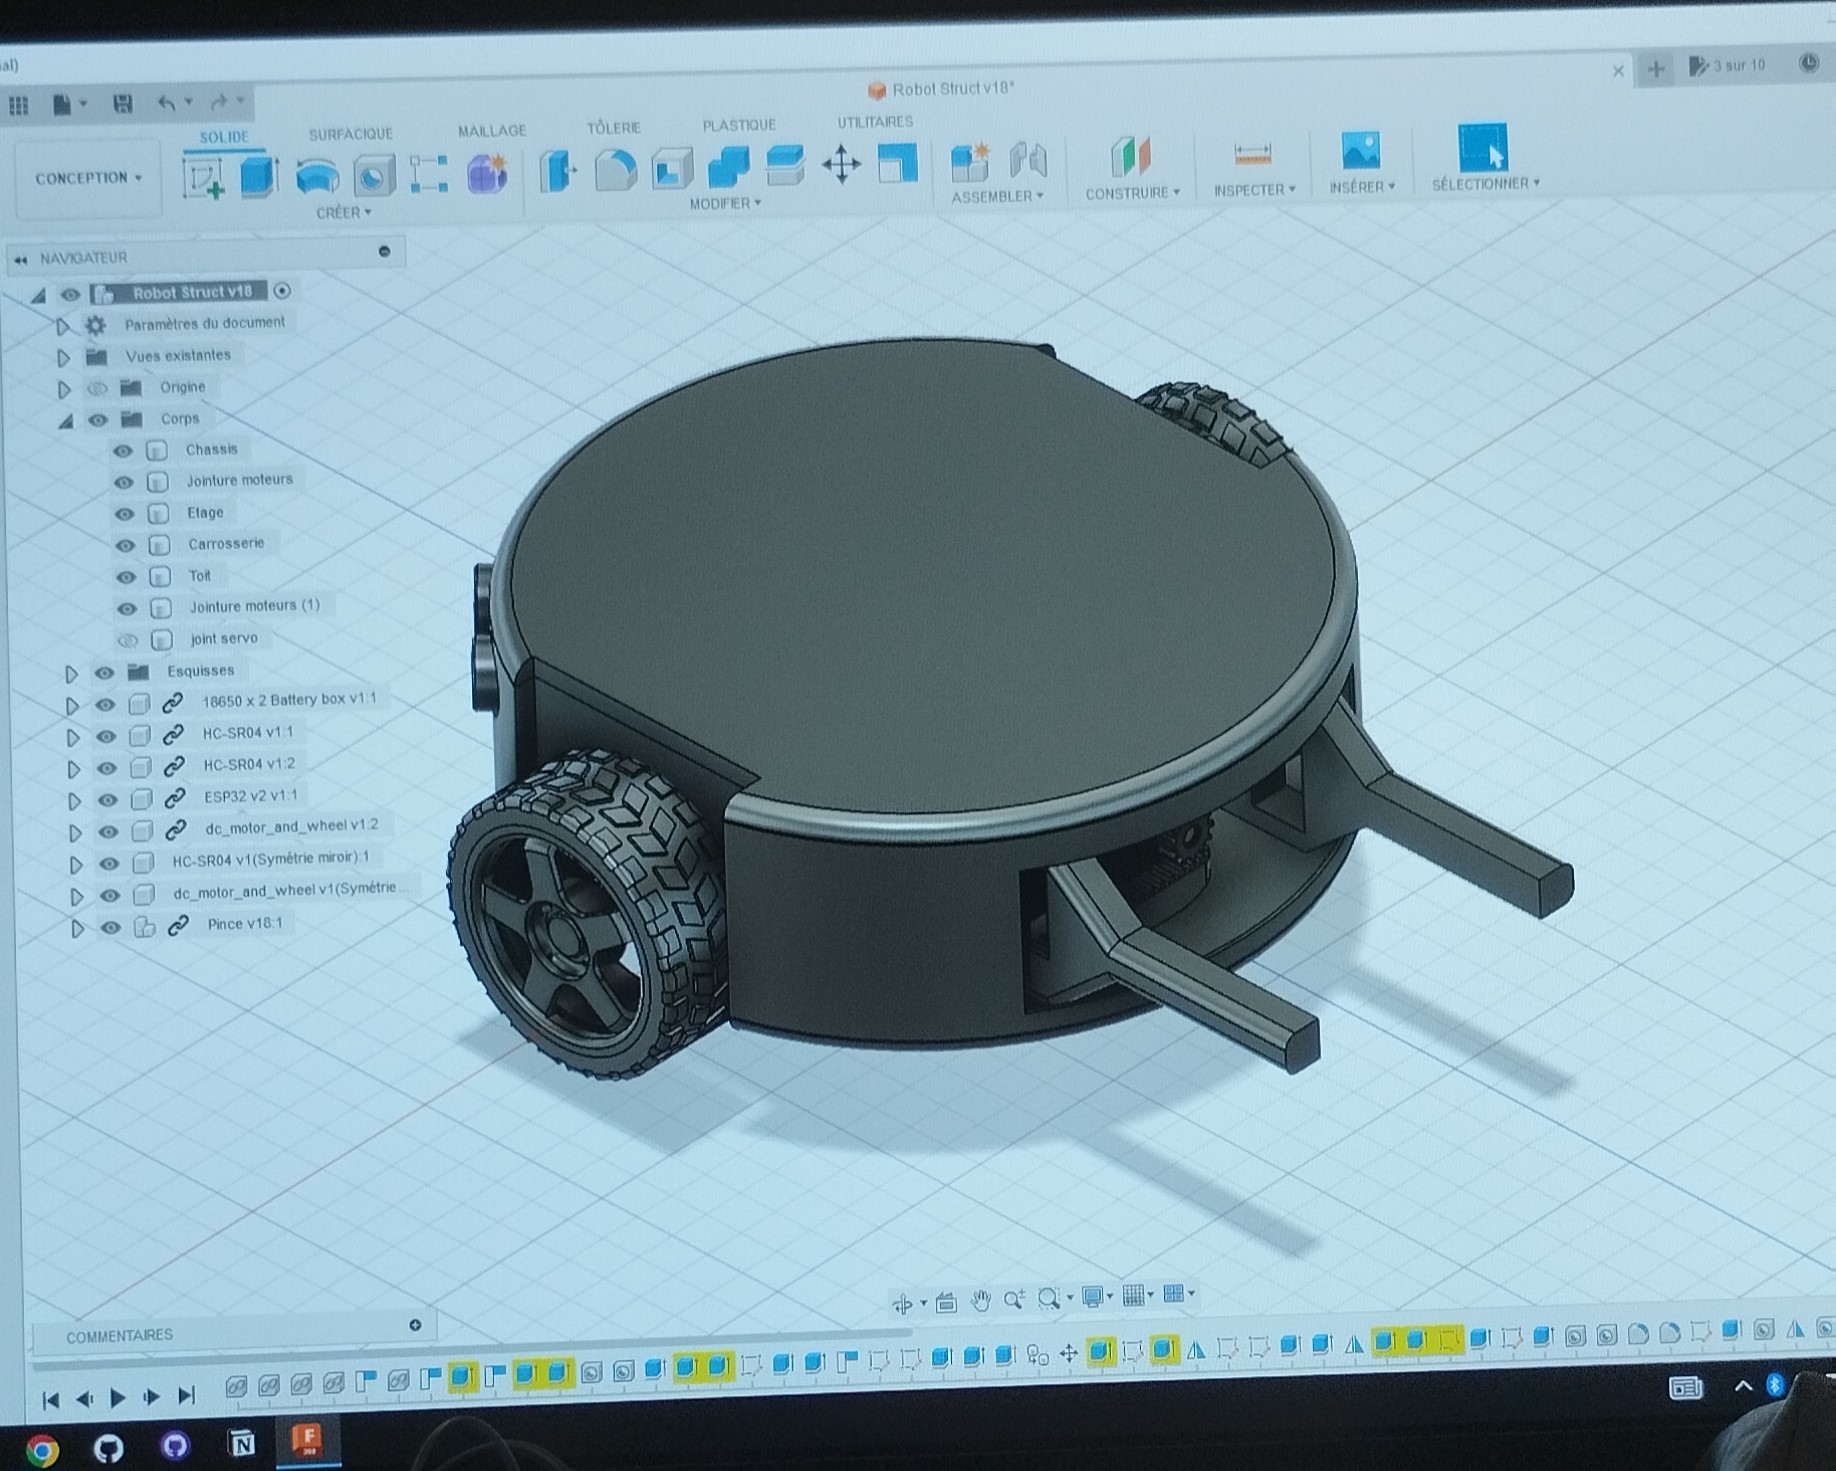 al)
Robot Struct v18*
3 sur 10
SOLIDE
SURFACIQUE
MAILLAGE
TÔLERIE
PLASTIQUE
UTILITAIRES
CONCEPTION
CRÉER
MODIFIER
ASSEMBLER
CONSTRUIRE
INSPECTER
INSÉRER
SÉLECTIONNER
NAVIGATEUR
Robot Struct v18
Paramètres du document
Vues existantes
Origine
Corps
Chassis
Jointure moteurs
Etage
Carrosserie
Toit
Jointure moteurs (1)
joint servo
Esquisses
18650 x 2 Battery box v1:1
HC-SR04 v1:1
HC-SR04 v1:2
ESP32 v2 v1:1
dc_motor_and_wheel v1:2
HC-SR04 v1(Symétrie miroir):1
dc_motor_and_wheel v1(Symétrie...
Pince v18:1
COMMENTAIRES